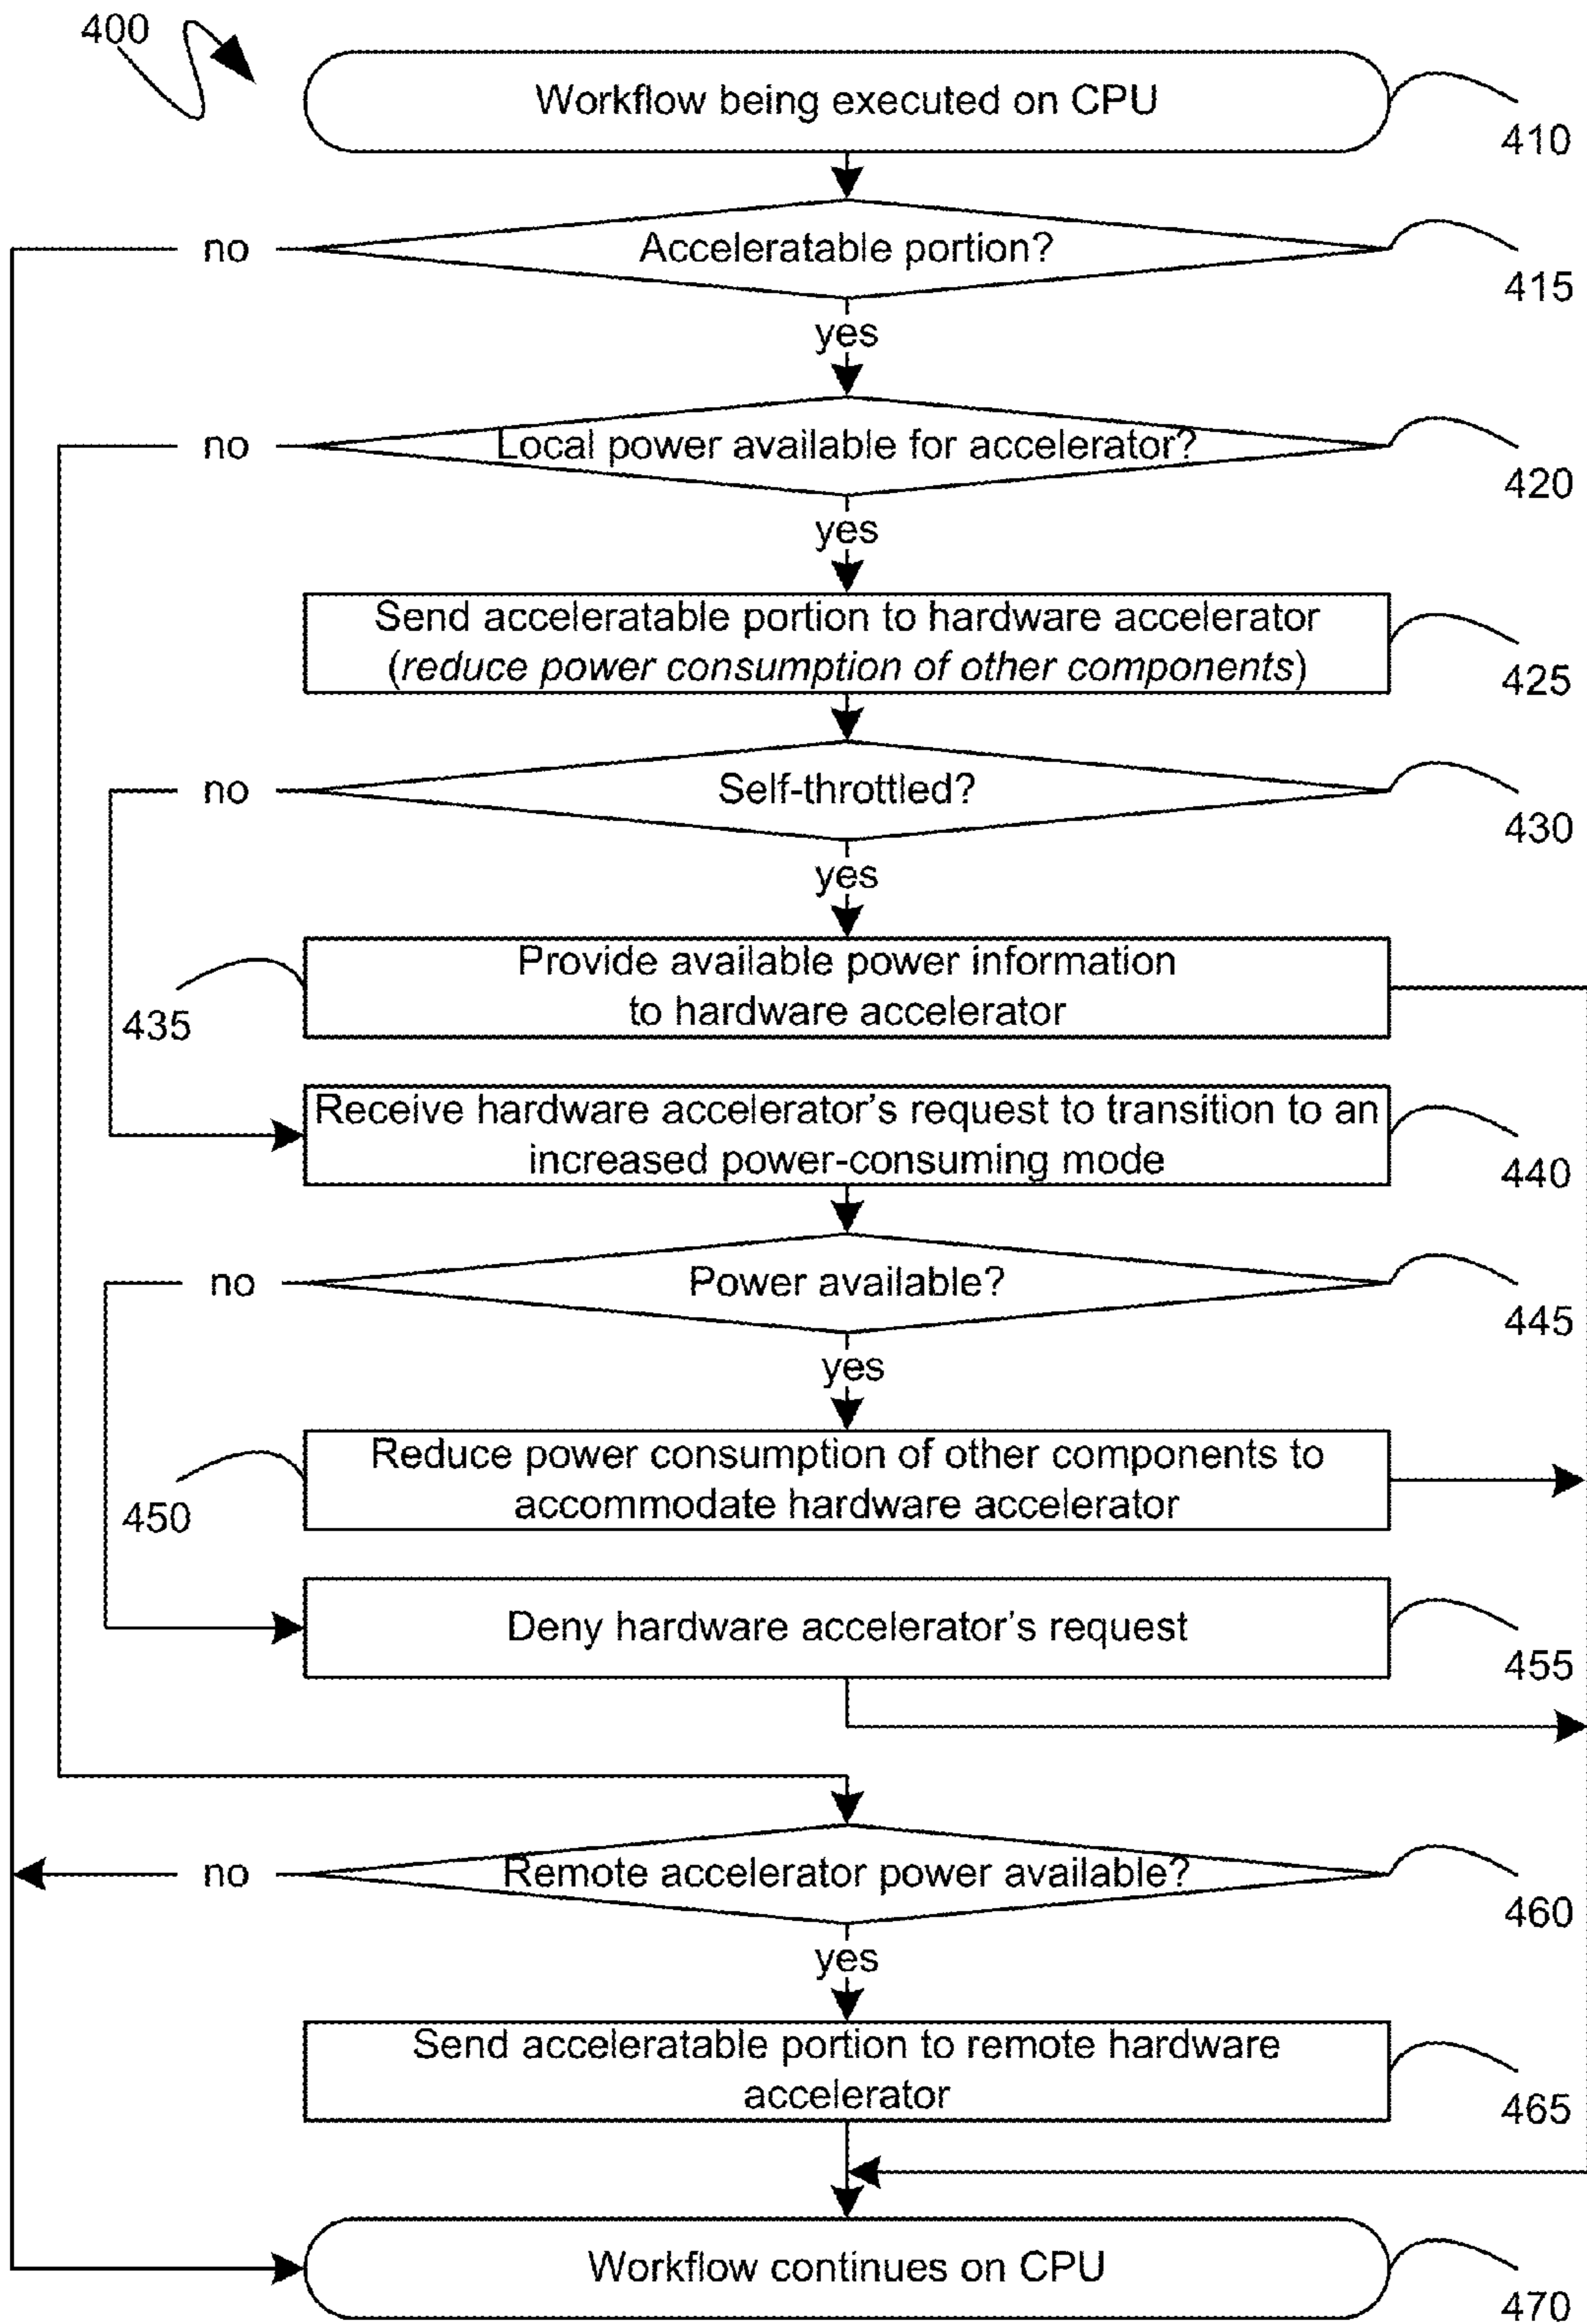 400
Workflow being executed on CPU
410
no
Acceleratable portion?
415
yes
no
Local power available for accelerator?
420
yes
Send acceleratable portion to hardware accelerator
(reduce power consumption of other components)
425
no
Self-throttled?
430
yes
Provide available power information
to hardware accelerator
435
Receive hardware accelerator's request to transition to an
increased power-consuming mode
440
no
Power available?
445
yes
Reduce power consumption of other components to
accommodate hardware accelerator
450
Deny hardware accelerator's request
455
no
Remote accelerator power available?
460
yes
Send acceleratable portion to remote hardware
accelerator
465
Workflow continues on CPU
470